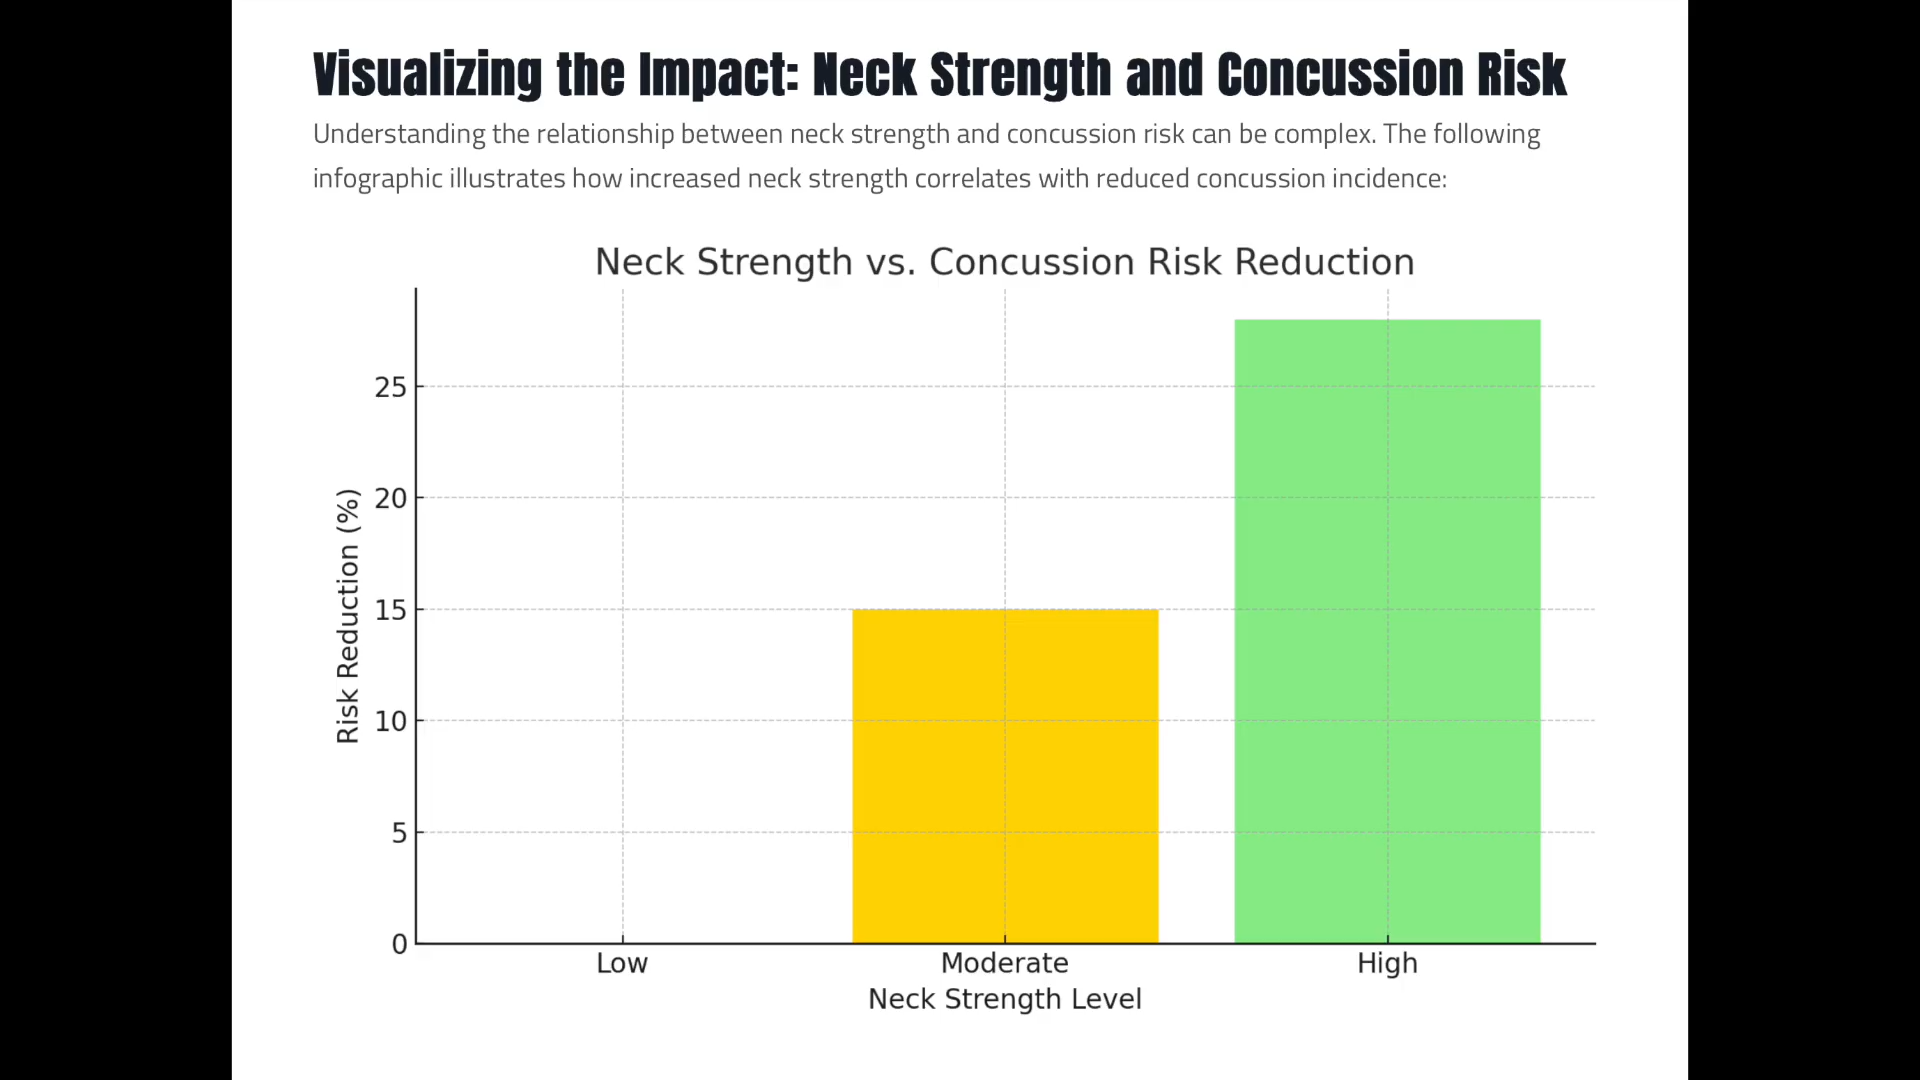 Visualizing the Impact: Neck Strength and Concussion Risk
Understanding the relationship between neck strength and concussion risk can be complex. The following
infographic illustrates how increased neck strength correlates with reduced concussion incidence:
Neck Strength vs. Concussion Risk Reduction
Risk Reduction (%)
25
20
15
10
5
0
Low Moderate High
Neck Strength Level